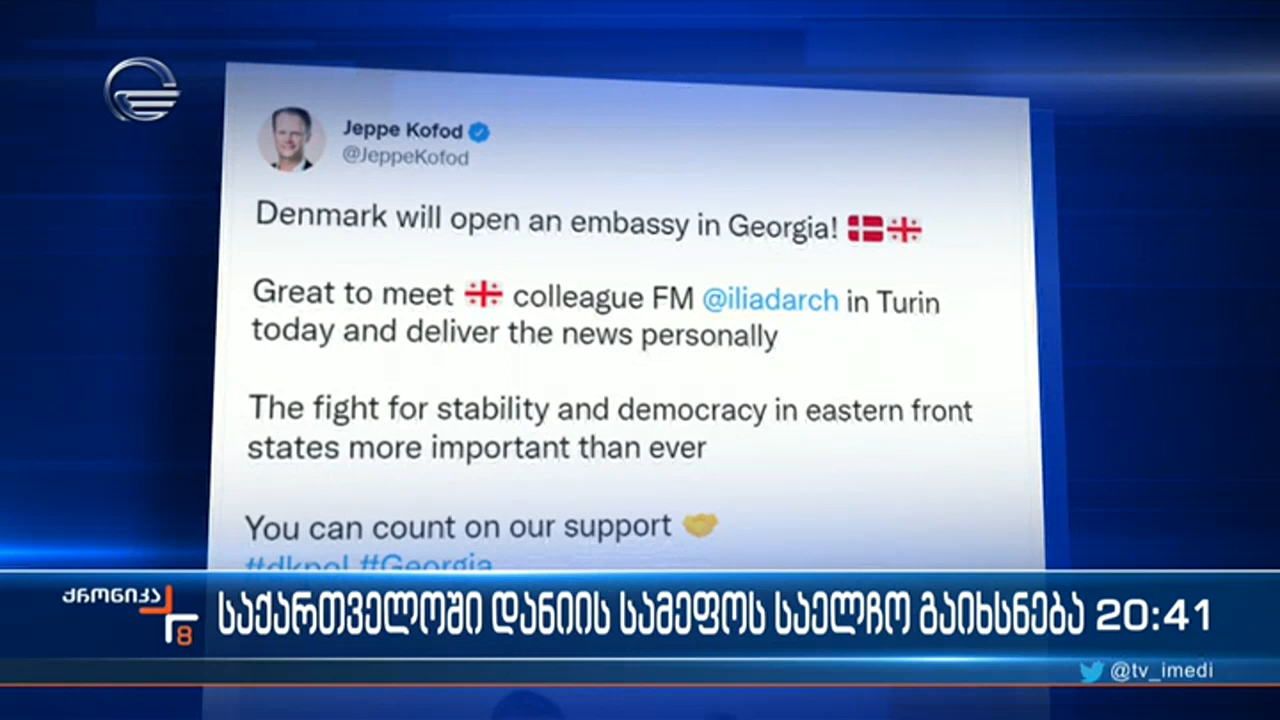 Jeppe Kofod
@JeppeKofod
Denmark will open an embassy in Georgia! 🇩🇰🇬🇪
Great to meet 🇬🇪 colleague FM @iliadarch in Turin
today and deliver the news personally
The fight for stability and democracy in eastern front
states more important than ever
You can count on our support 🤝
#dkpol #Georgia
ქრონიკა
8
საქართველოში დანიის სამეფოს საელჩო გაიხსნება 20:41
@tv_imedi